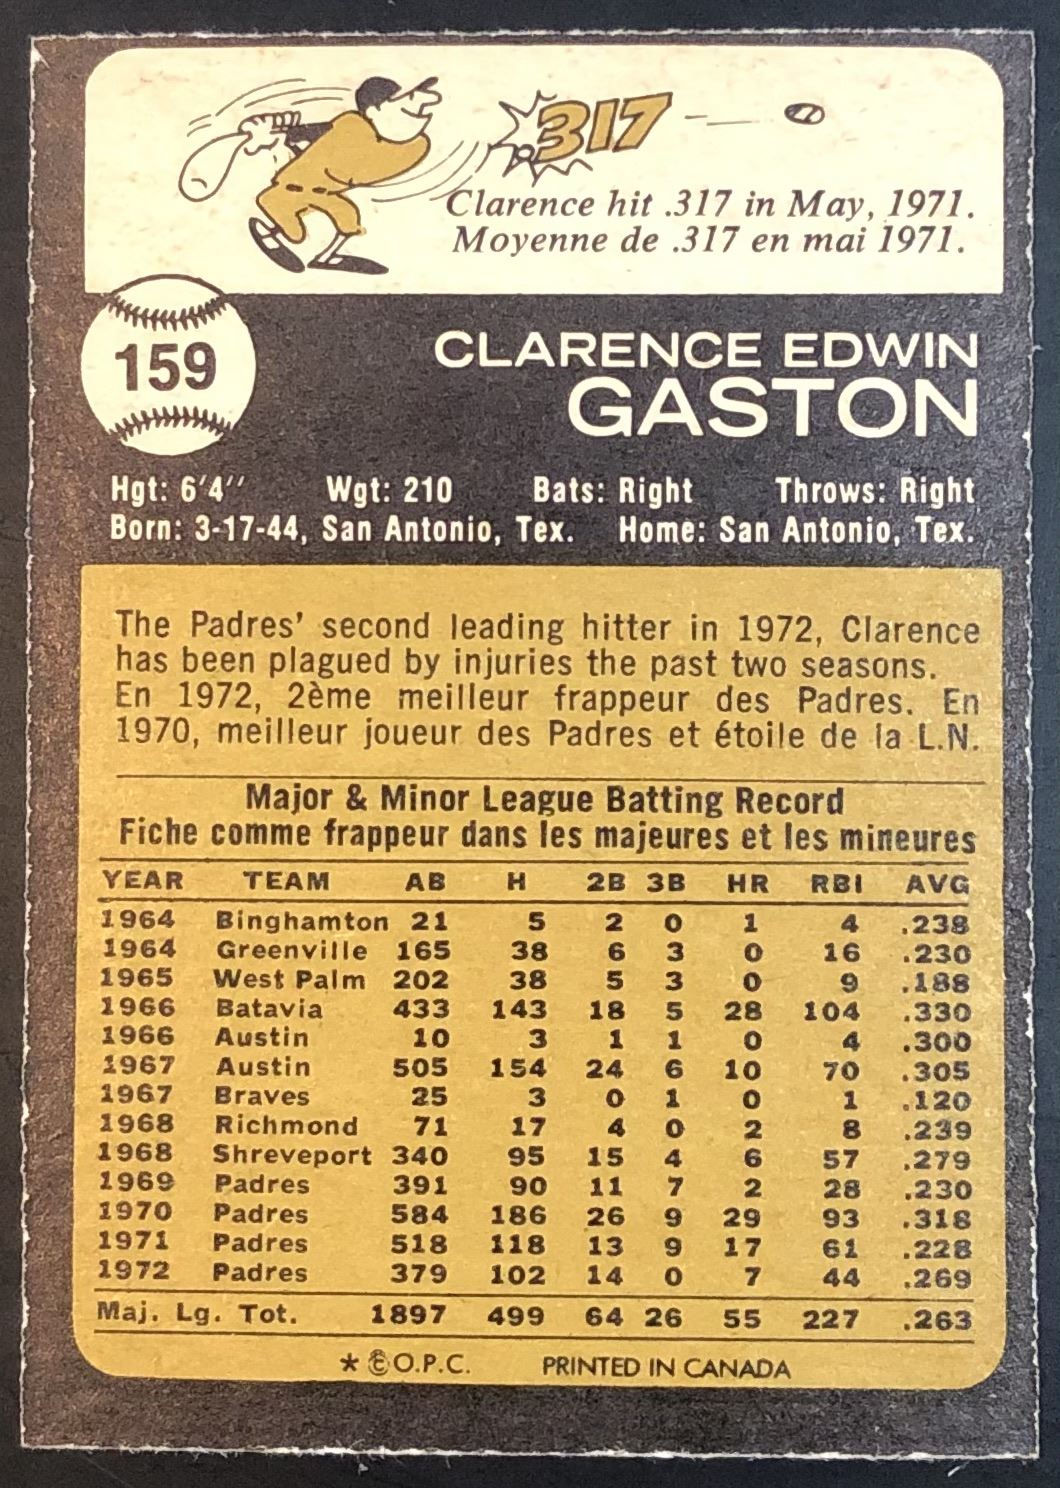 .317
Clarence hit .317 in May, 1971.
Moyenne de .317 en mai 1971.
159
CLARENCE EDWIN
GASTON
Hgt: 6'4" Wgt: 210 Bats: Right Throws: Right
Born: 3-17-44, San Antonio, Tex. Home: San Antonio, Tex.
The Padres' second leading hitter in 1972, Clarence
has been plagued by injuries the past two seasons.
En 1972, 2ème meilleur frappeur des Padres. En
1970, meilleur joueur des Padres et étoile de la L.N.
Major & Minor League Batting Record
Fiche comme frappeur dans les majeures et les mineures
YEAR TEAM AB H 2B 3B HR RBI AVG
1964 Binghamton 21 5 2 0 1 4 .238
1964 Greenville 165 38 6 3 0 16 .230
1965 West Palm 202 38 5 3 0 9 .188
1966 Batavia 433 143 18 5 28 104 .330
1966 Austin 10 3 1 1 0 4 .300
1967 Austin 505 154 24 6 10 70 .305
1967 Braves 25 3 0 1 0 1 .120
1968 Richmond 71 17 4 0 2 8 .239
1968 Shreveport 340 95 15 4 6 57 .279
1969 Padres 391 90 11 7 2 28 .230
1970 Padres 584 186 26 9 29 93 .318
1971 Padres 518 118 13 9 17 61 .228
1972 Padres 379 102 14 0 7 44 .269
Maj. Lg. Tot. 1897 499 64 26 55 227 .263
* © O.P.C. PRINTED IN CANADA